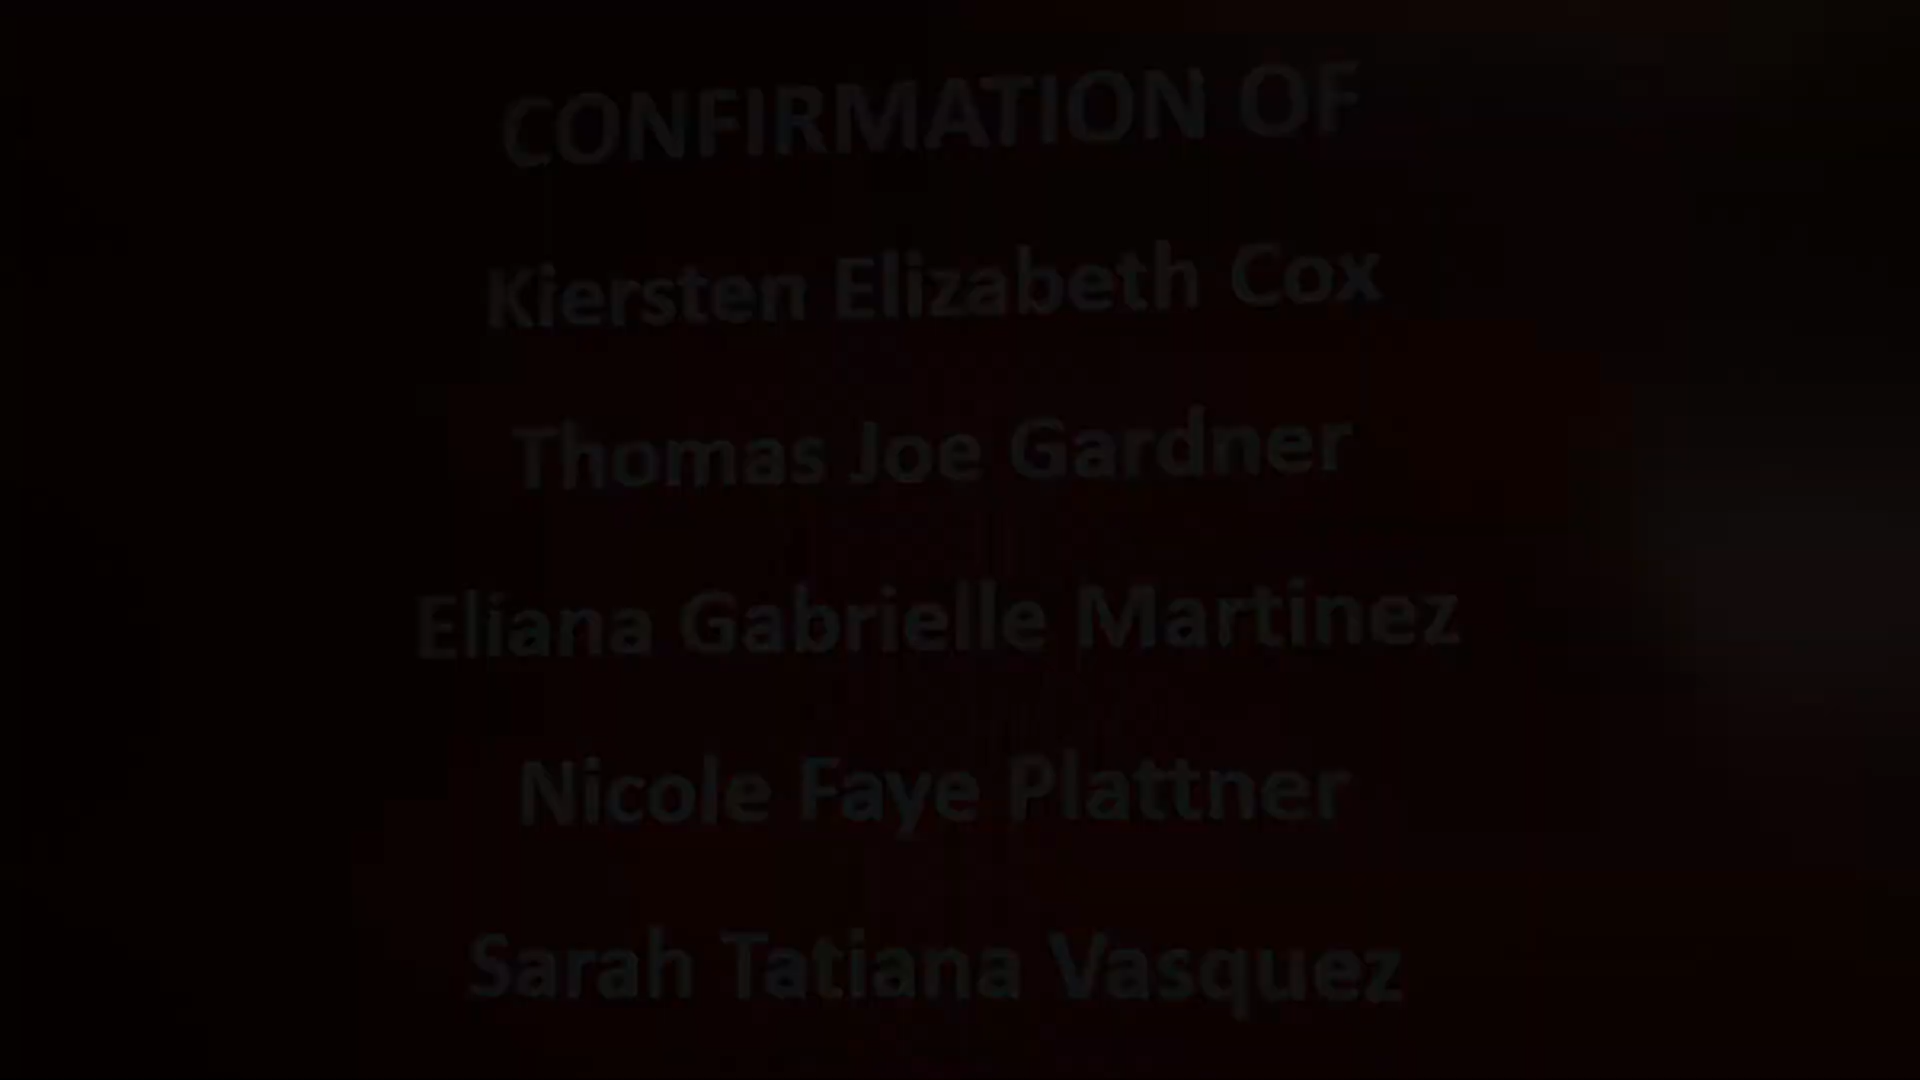 CONFIRMATION OF
Kiersten Elizabeth Cox
Thomas Joe Gardner
Eliana Gabrielle Martinez
Nicole Faye Plattner
Sarah Tatiana Vasquez